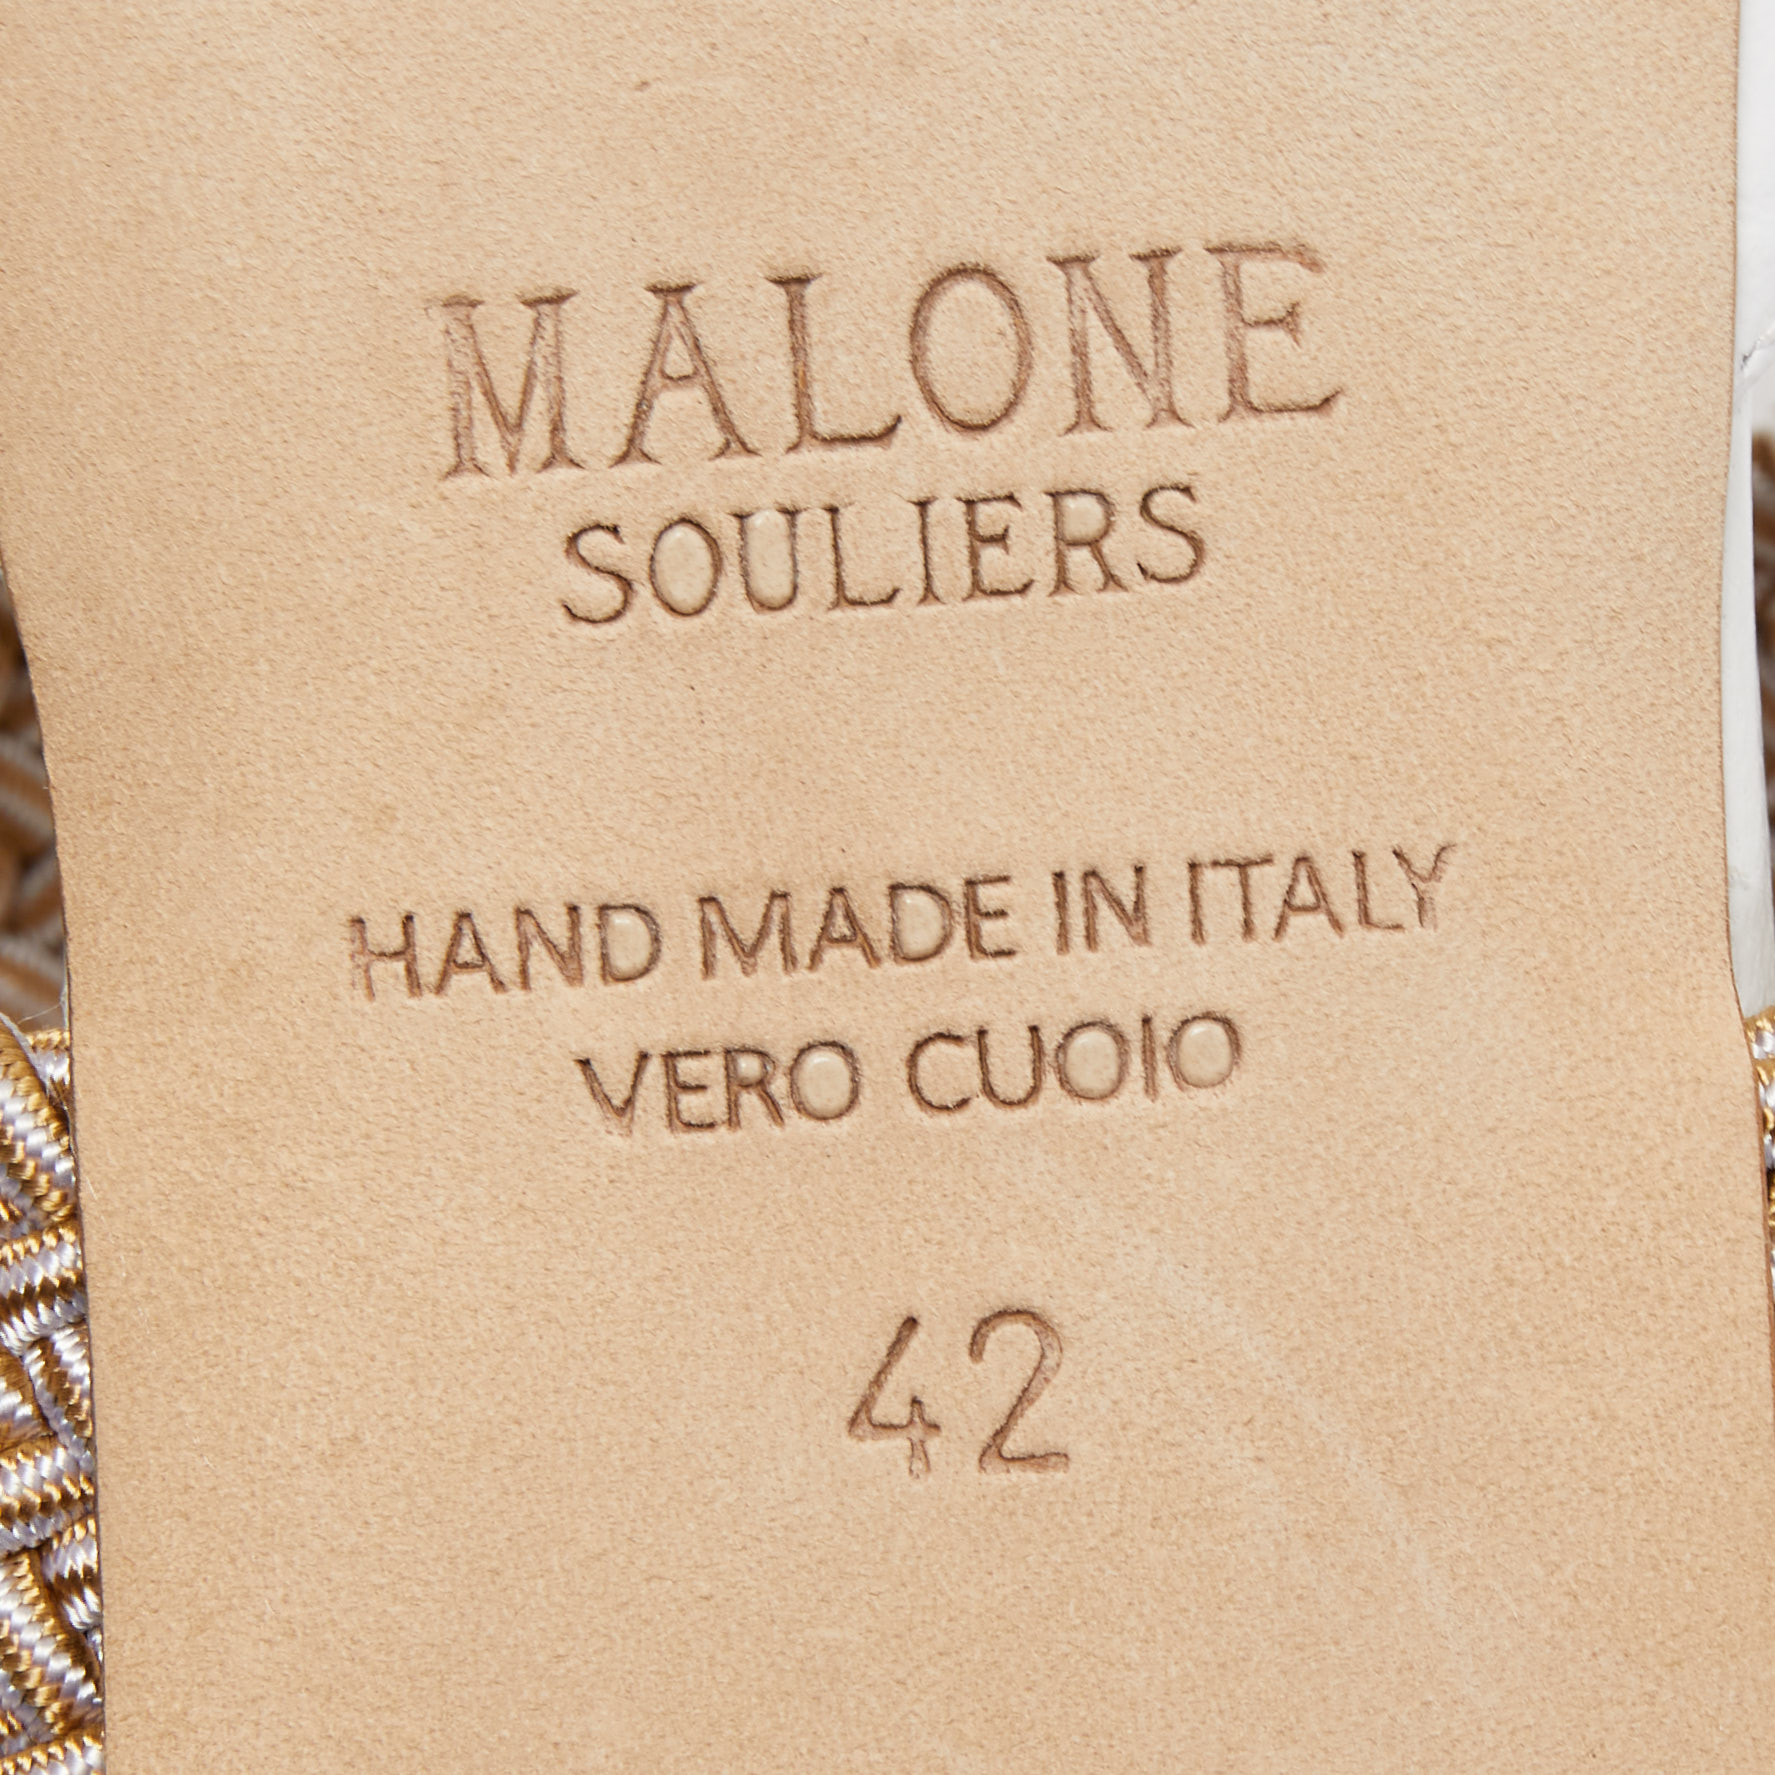 MALONE
SOULIERS
HAND MADE IN ITALY
VERO CUOIO
42